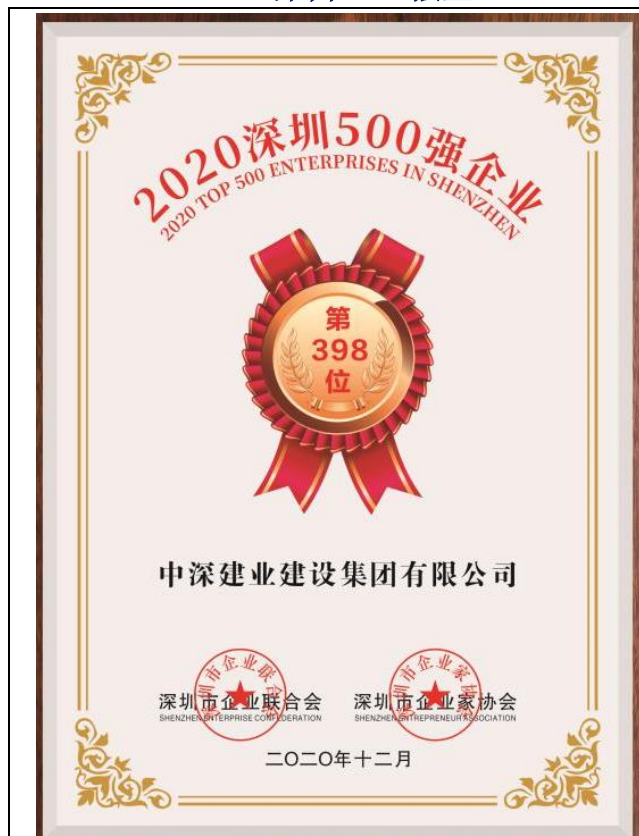 2020深圳500强企业
2020 TOP 500 ENTERPRISES IN SHENZHEN
第
398
位
中深建业建设集团有限公司
深圳市企业联合会
SHENZHEN ENTERPRISE CONFEDERATION
深圳市企业家协会
SHENZHEN ENTREPRENEUR ASSOCIATION
二〇二〇年十二月